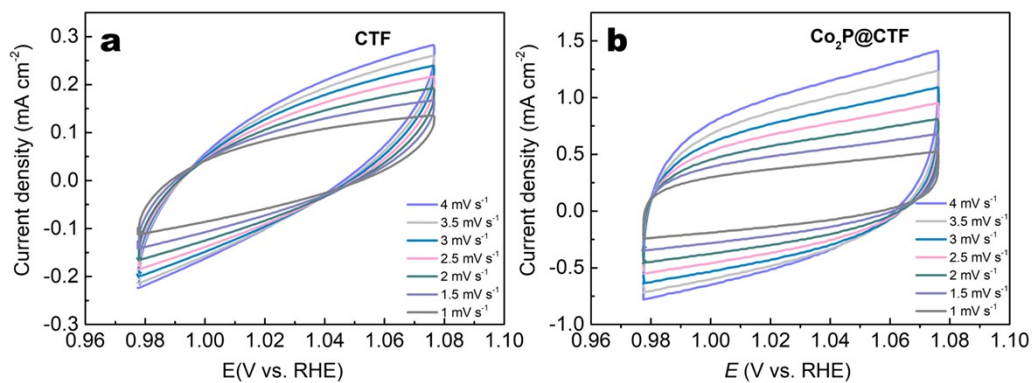 a
CTF
Current density (mA cm⁻²)
0.3
0.2
0.1
0.0
-0.1
-0.2
-0.3
4 mV s⁻¹
3.5 mV s⁻¹
3 mV s⁻¹
2.5 mV s⁻¹
2 mV s⁻¹
1.5 mV s⁻¹
1 mV s⁻¹
0.96 0.98 1.00 1.02 1.04 1.06 1.08 1.10
E(V vs. RHE)
b
Co₂P@CTF
Current density (mA cm⁻²)
1.5
1.0
0.5
0.0
-0.5
-1.0
4 mV s⁻¹
3.5 mV s⁻¹
3 mV s⁻¹
2.5 mV s⁻¹
2 mV s⁻¹
1.5 mV s⁻¹
1 mV s⁻¹
0.96 0.98 1.00 1.02 1.04 1.06 1.08 1.10
E (V vs. RHE)